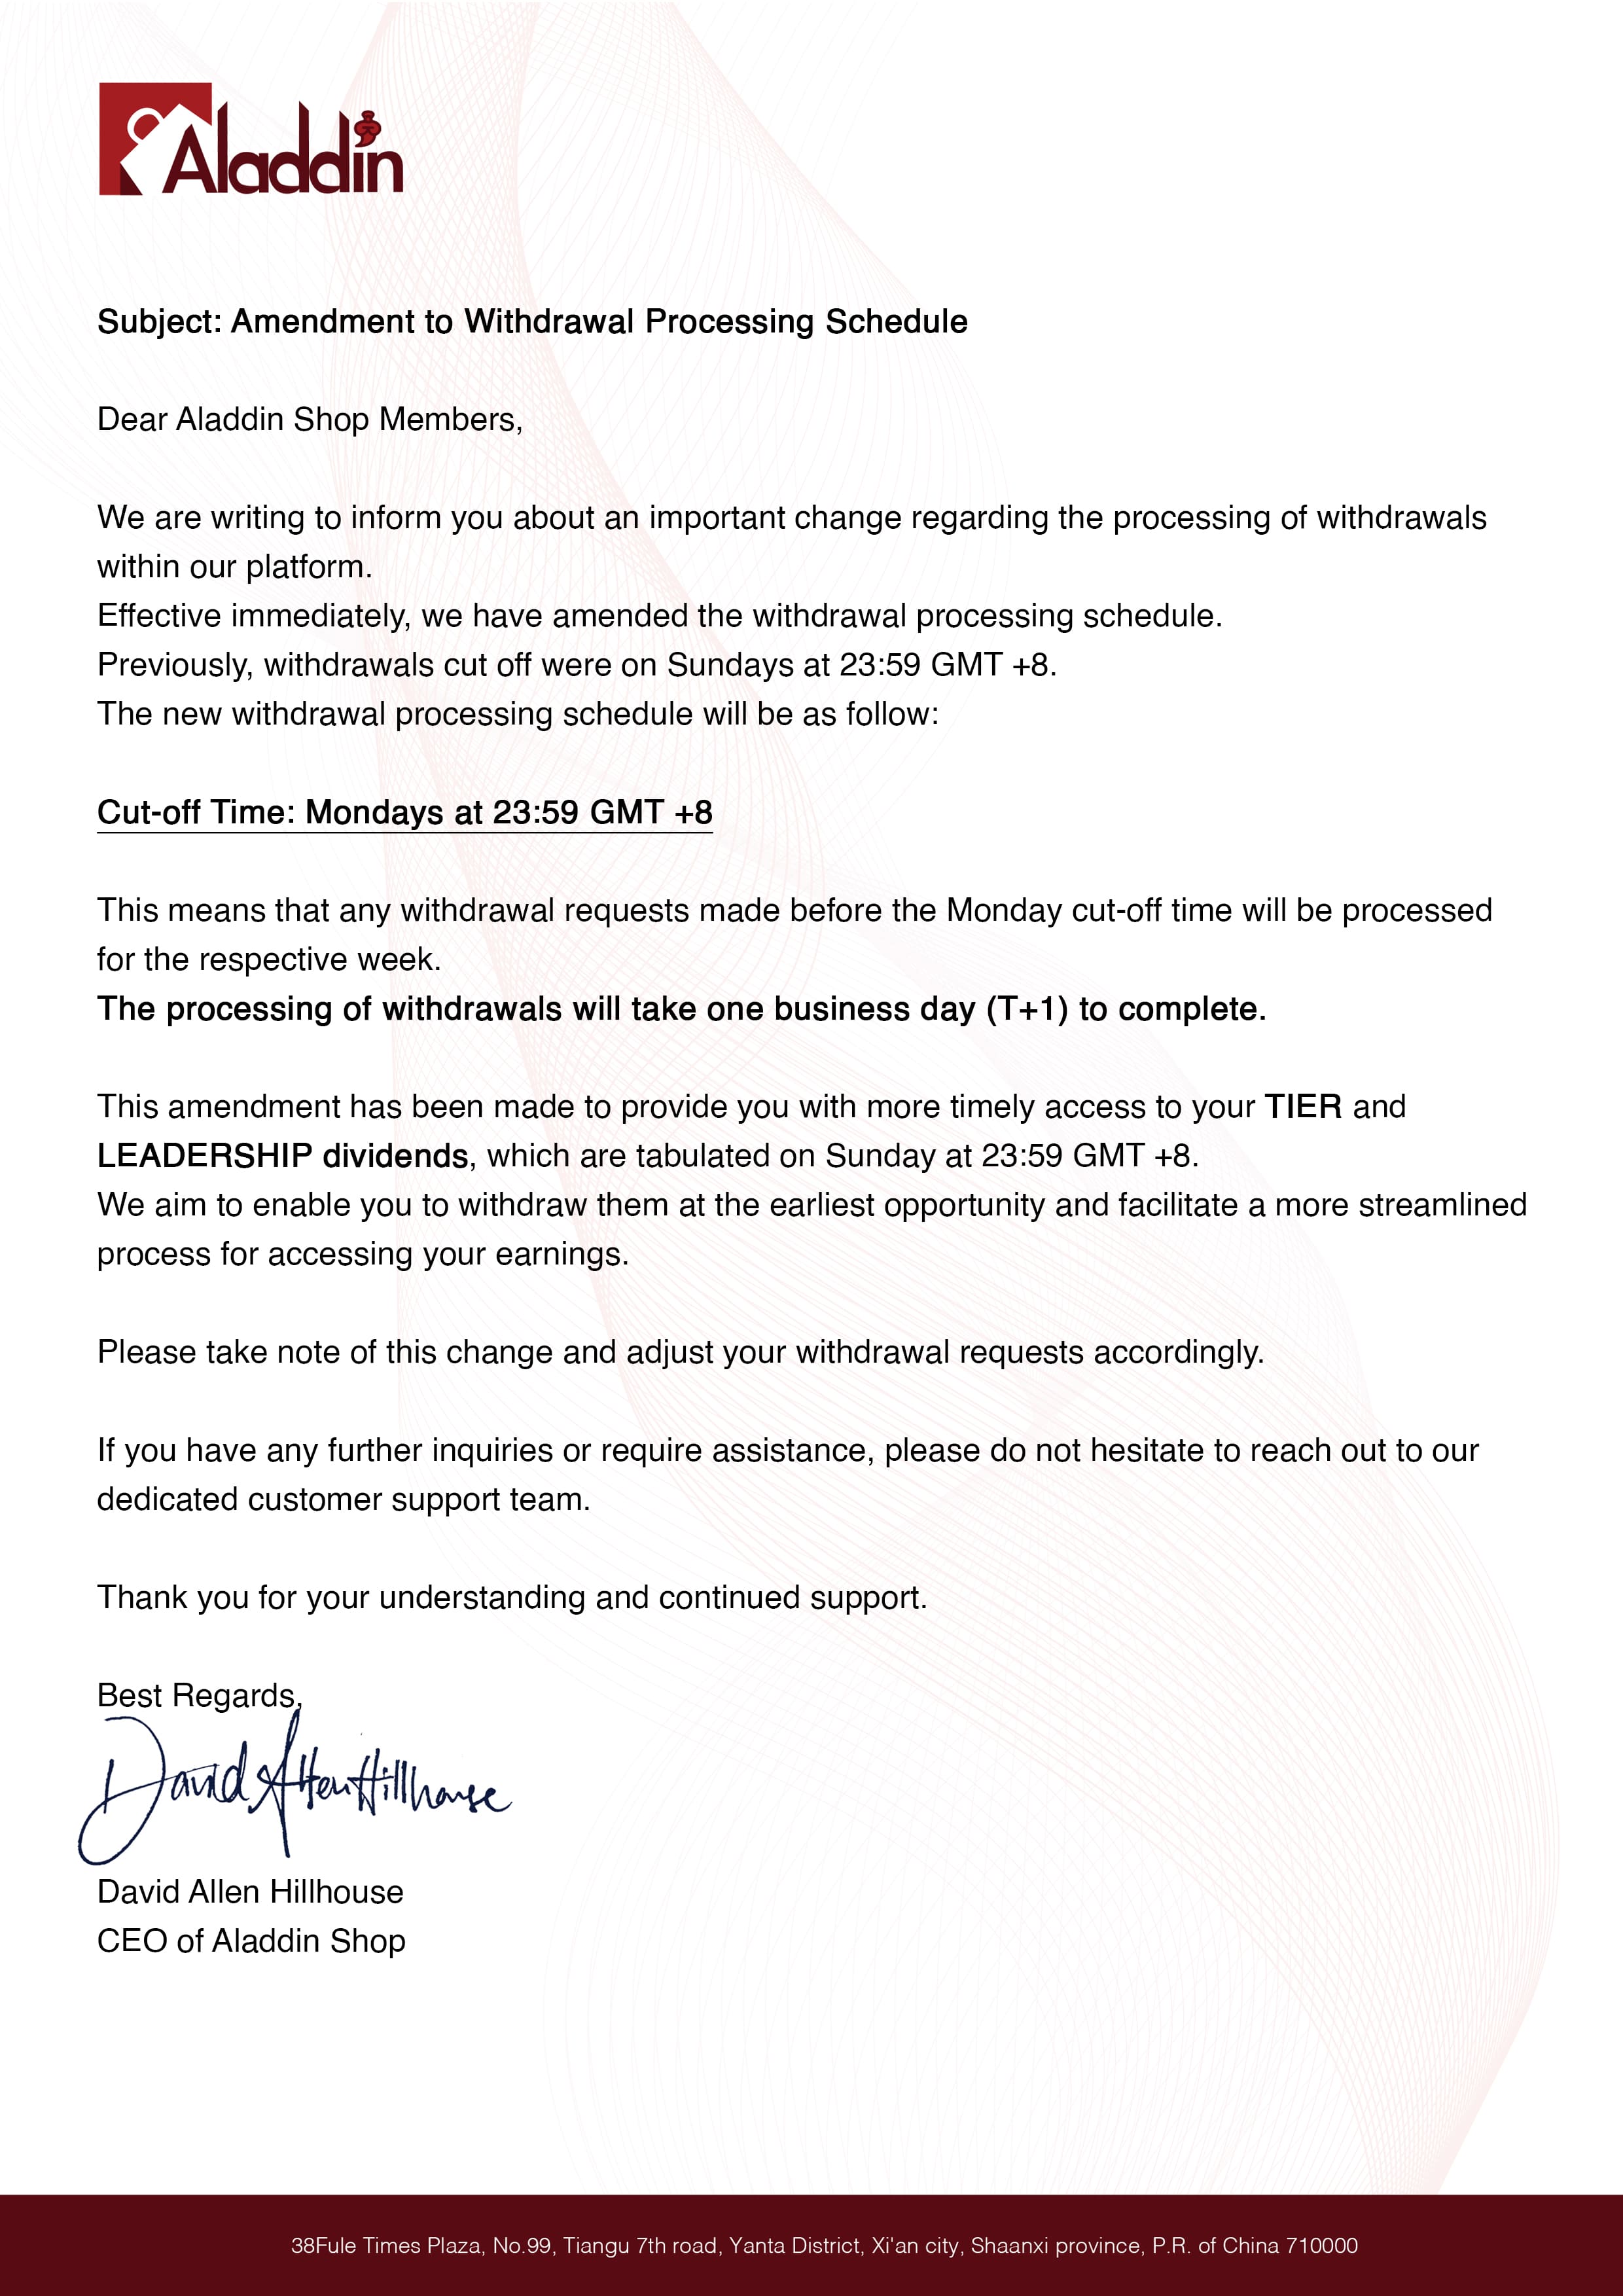 Aladdin
Subject: Amendment to Withdrawal Processing Schedule
Dear Aladdin Shop Members,
We are writing to inform you about an important change regarding the processing of withdrawals
within our platform.
Effective immediately, we have amended the withdrawal processing schedule.
Previously, withdrawals cut off were on Sundays at 23:59 GMT +8.
The new withdrawal processing schedule will be as follow:
Cut-off Time: Mondays at 23:59 GMT +8
This means that any withdrawal requests made before the Monday cut-off time will be processed
for the respective week.
The processing of withdrawals will take one business day (T+1) to complete.
This amendment has been made to provide you with more timely access to your TIER and
LEADERSHIP dividends, which are tabulated on Sunday at 23:59 GMT +8.
We aim to enable you to withdraw them at the earliest opportunity and facilitate a more streamlined
process for accessing your earnings.
Please take note of this change and adjust your withdrawal requests accordingly.
If you have any further inquiries or require assistance, please do not hesitate to reach out to our
dedicated customer support team.
Thank you for your understanding and continued support.
Best Regards,
David Allen Hillhouse
David Allen Hillhouse
CEO of Aladdin Shop
38Fule Times Plaza, No.99, Tiangu 7th road, Yanta District, Xi'an city, Shaanxi province, P.R. of China 710000